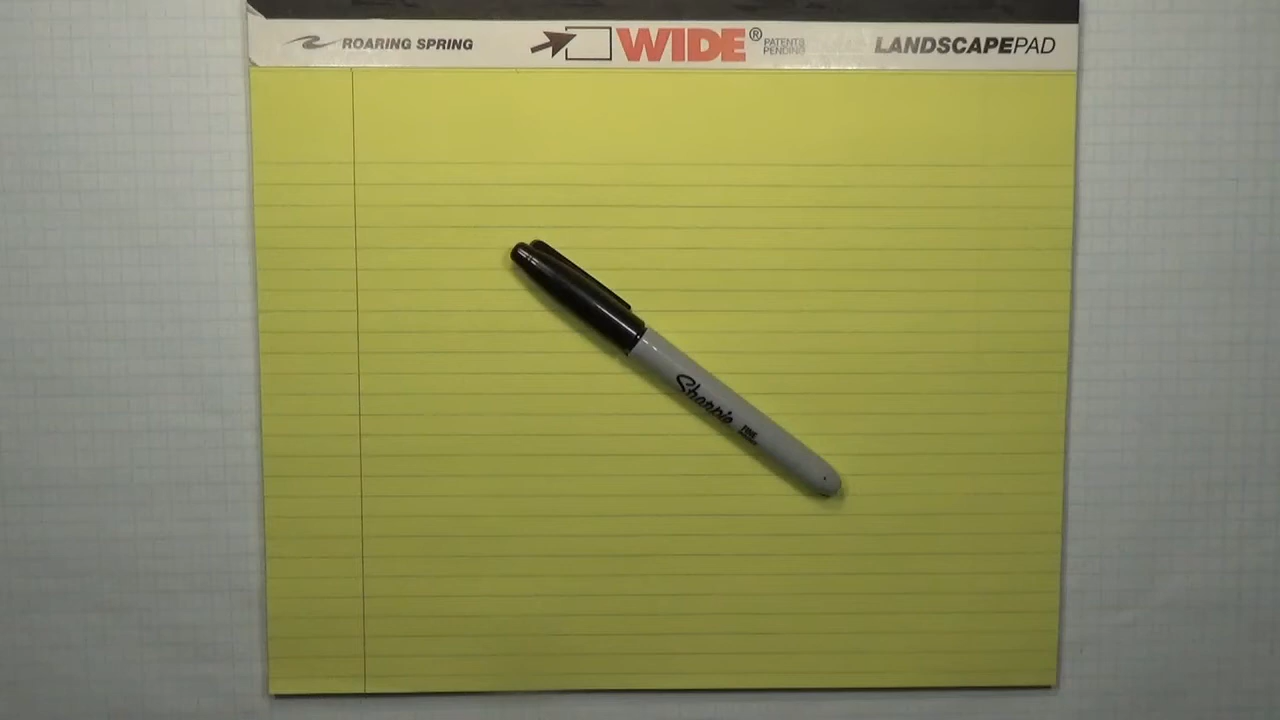 ROARING SPRING
WIDE®
PATENTS
PENDING
LANDSCAPEPAD
Sharpie
FINE